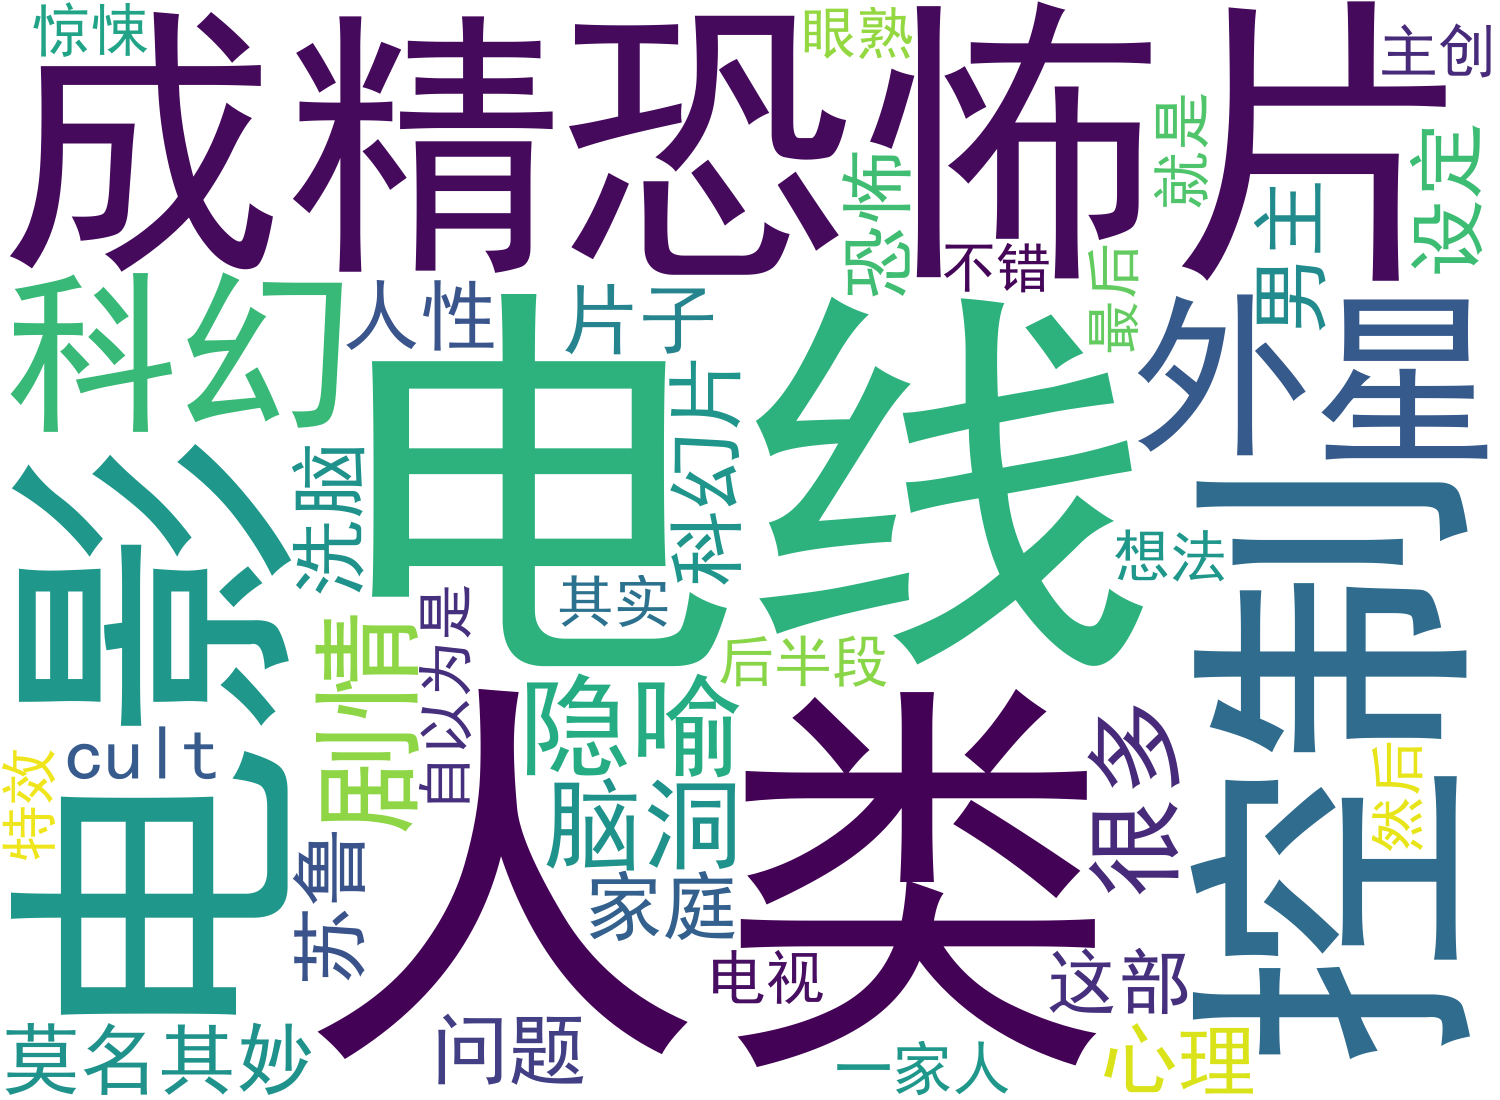 惊悚
成精恐怖片
眼熟
主创
就是
设定
恐怖
男主
不错
最后
科幻
人性
片子
电线
外星
科幻片
洗脑
电影
控制
想法
其实
自以为是
剧情
后半段
隐喻
人类
cult
特效
脑洞
很多
然后
苏鲁
家庭
电视
这部
莫名其妙
问题
一家人
心理